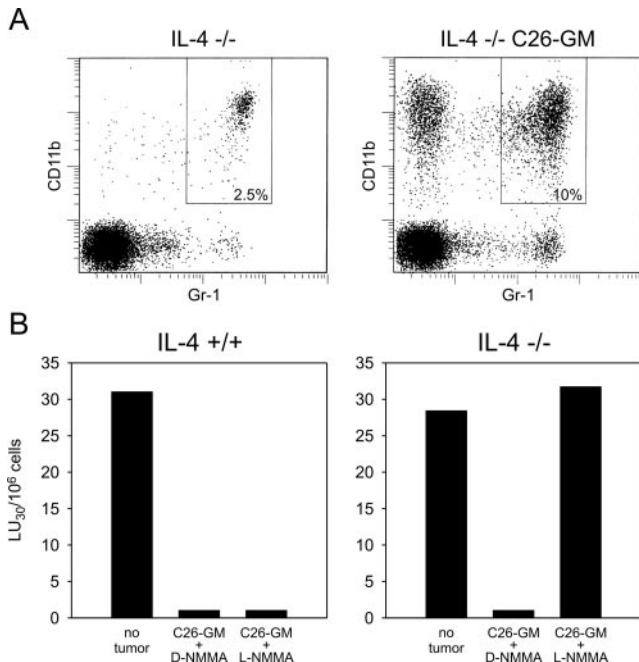 A
IL-4 -/-
IL-4 -/- C26-GM
CD11b
2.5%
Gr-1
CD11b
10%
Gr-1
B
IL-4 +/+
IL-4 -/-
LU₃₀/10⁶ cells
35
30
25
20
15
10
5
0
no
tumor
C26-GM
+
D-NMMA
C26-GM
+
L-NMMA
35
30
25
20
15
10
5
0
no
tumor
C26-GM
+
D-NMMA
C26-GM
+
L-NMMA